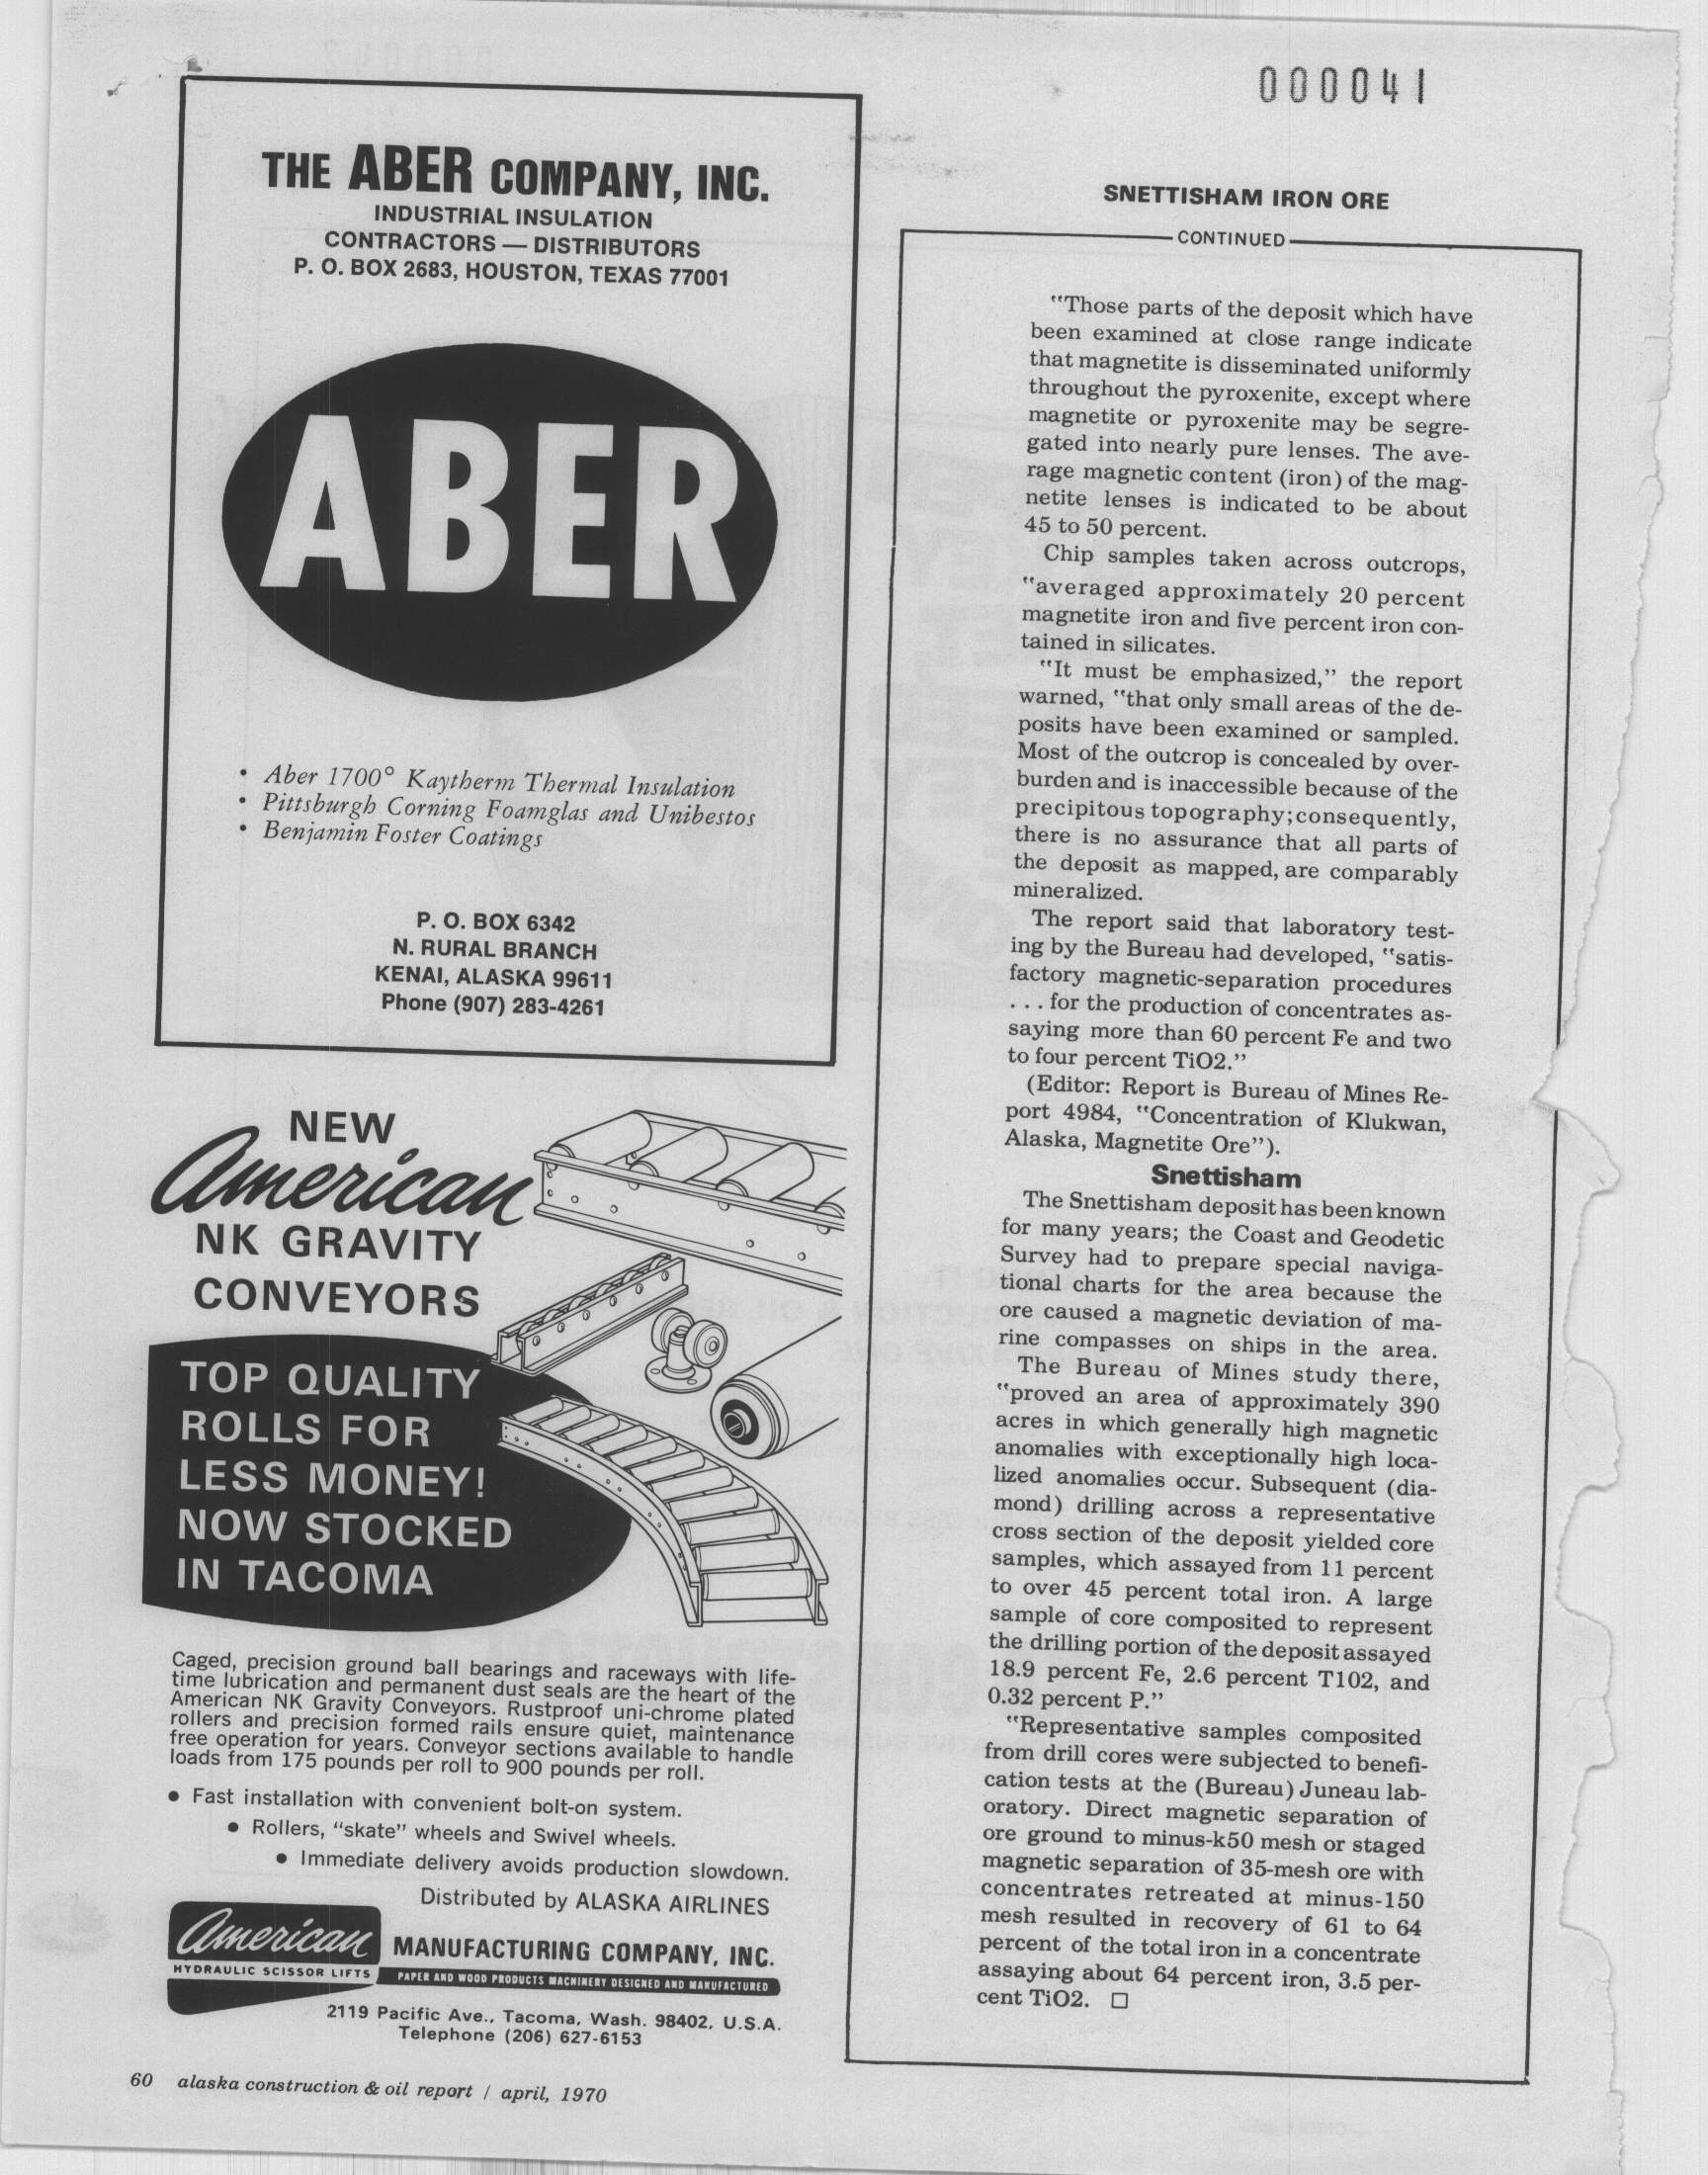 000041
THE ABER COMPANY, INC.
INDUSTRIAL INSULATION
CONTRACTORS — DISTRIBUTORS
P. O. BOX 2683, HOUSTON, TEXAS 77001
ABER
• Aber 1700° Kaytherm Thermal Insulation
• Pittsburgh Corning Foamglas and Unibestos
• Benjamin Foster Coatings
P. O. BOX 6342
N. RURAL BRANCH
KENAI, ALASKA 99611
Phone (907) 283-4261
NEW
American
NK GRAVITY
CONVEYORS
TOP QUALITY
ROLLS FOR
LESS MONEY!
NOW STOCKED
IN TACOMA
Caged, precision ground ball bearings and raceways with life-
time lubrication and permanent dust seals are the heart of the
American NK Gravity Conveyors. Rustproof uni-chrome plated
rollers and precision formed rails ensure quiet, maintenance
free operation for years. Conveyor sections available to handle
loads from 175 pounds per roll to 900 pounds per roll.
• Fast installation with convenient bolt-on system.
• Rollers, "skate" wheels and Swivel wheels.
• Immediate delivery avoids production slowdown.
Distributed by ALASKA AIRLINES
American
HYDRAULIC SCISSOR LIFTS
MANUFACTURING COMPANY, INC.
PAPER AND WOOD PRODUCTS MACHINERY DESIGNED AND MANUFACTURED
2119 Pacific Ave., Tacoma, Wash. 98402, U.S.A.
Telephone (206) 627-6153
SNETTISHAM IRON ORE
CONTINUED
"Those parts of the deposit which have
been examined at close range indicate
that magnetite is disseminated uniformly
throughout the pyroxenite, except where
magnetite or pyroxenite may be segre-
gated into nearly pure lenses. The ave-
rage magnetic content (iron) of the mag-
netite lenses is indicated to be about
45 to 50 percent.
Chip samples taken across outcrops,
"averaged approximately 20 percent
magnetite iron and five percent iron con-
tained in silicates.
"It must be emphasized," the report
warned, "that only small areas of the de-
posits have been examined or sampled.
Most of the outcrop is concealed by over-
burden and is inaccessible because of the
precipitous topography; consequently,
there is no assurance that all parts of
the deposit as mapped, are comparably
mineralized.
The report said that laboratory test-
ing by the Bureau had developed, "satis-
factory magnetic-separation procedures
... for the production of concentrates as-
saying more than 60 percent Fe and two
to four percent TiO2."
(Editor: Report is Bureau of Mines Re-
port 4984, "Concentration of Klukwan,
Alaska, Magnetite Ore").
Snettisham
The Snettisham deposit has been known
for many years; the Coast and Geodetic
Survey had to prepare special naviga-
tional charts for the area because the
ore caused a magnetic deviation of ma-
rine compasses on ships in the area.
The Bureau of Mines study there,
"proved an area of approximately 390
acres in which generally high magnetic
anomalies with exceptionally high loca-
lized anomalies occur. Subsequent (dia-
mond) drilling across a representative
cross section of the deposit yielded core
samples, which assayed from 11 percent
to over 45 percent total iron. A large
sample of core composited to represent
the drilling portion of the deposit assayed
18.9 percent Fe, 2.6 percent T102, and
0.32 percent P."
"Representative samples composited
from drill cores were subjected to benefi-
cation tests at the (Bureau) Juneau lab-
oratory. Direct magnetic separation of
ore ground to minus-k50 mesh or staged
magnetic separation of 35-mesh ore with
concentrates retreated at minus-150
mesh resulted in recovery of 61 to 64
percent of the total iron in a concentrate
assaying about 64 percent iron, 3.5 per-
cent TiO2. □
60 alaska construction & oil report / april, 1970